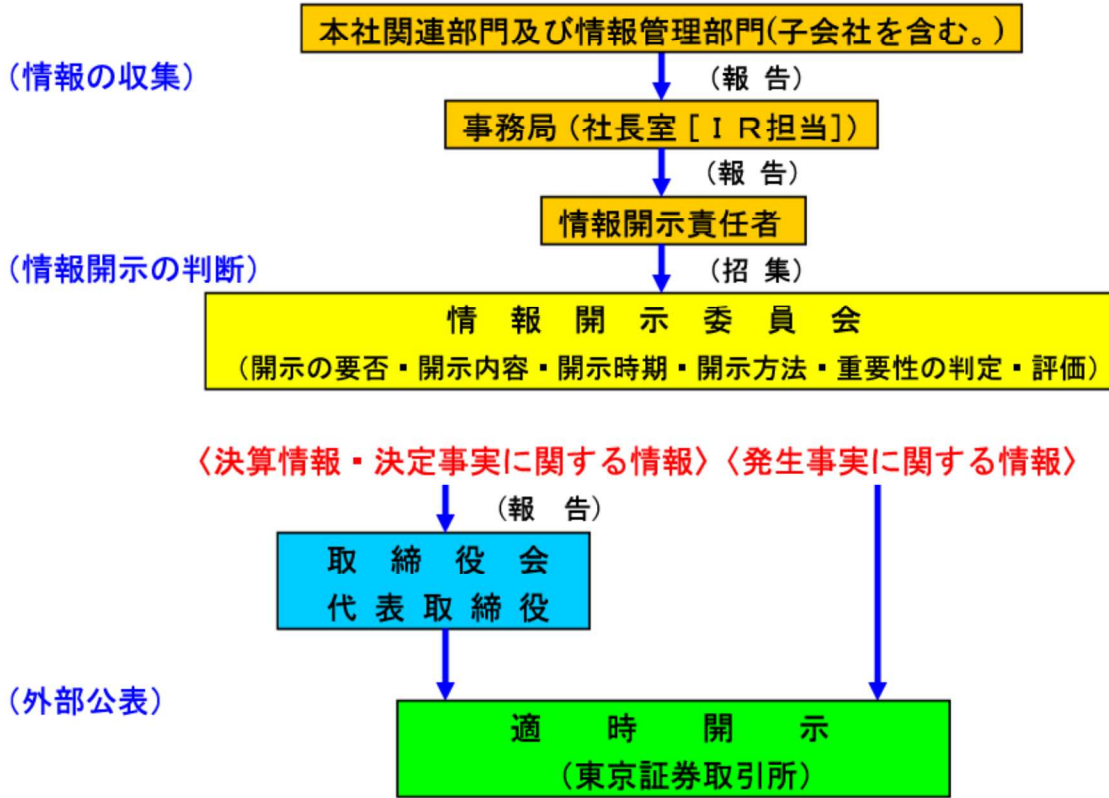 本社関連部門及び情報管理部門(子会社を含む。)
(情報の収集)
(報 告)
事務局(社長室[ＩＲ担当])
(報 告)
情報開示責任者
(情報開示の判断)
(招 集)
情 報 開 示 委 員 会
(開示の要否・開示内容・開示時期・開示方法・重要性の判定・評価)
〈決算情報・決定事実に関する情報〉〈発生事実に関する情報〉
(報 告)
取 締 役 会
代 表 取 締 役
(外部公表)
適 時 開 示
(東京証券取引所)